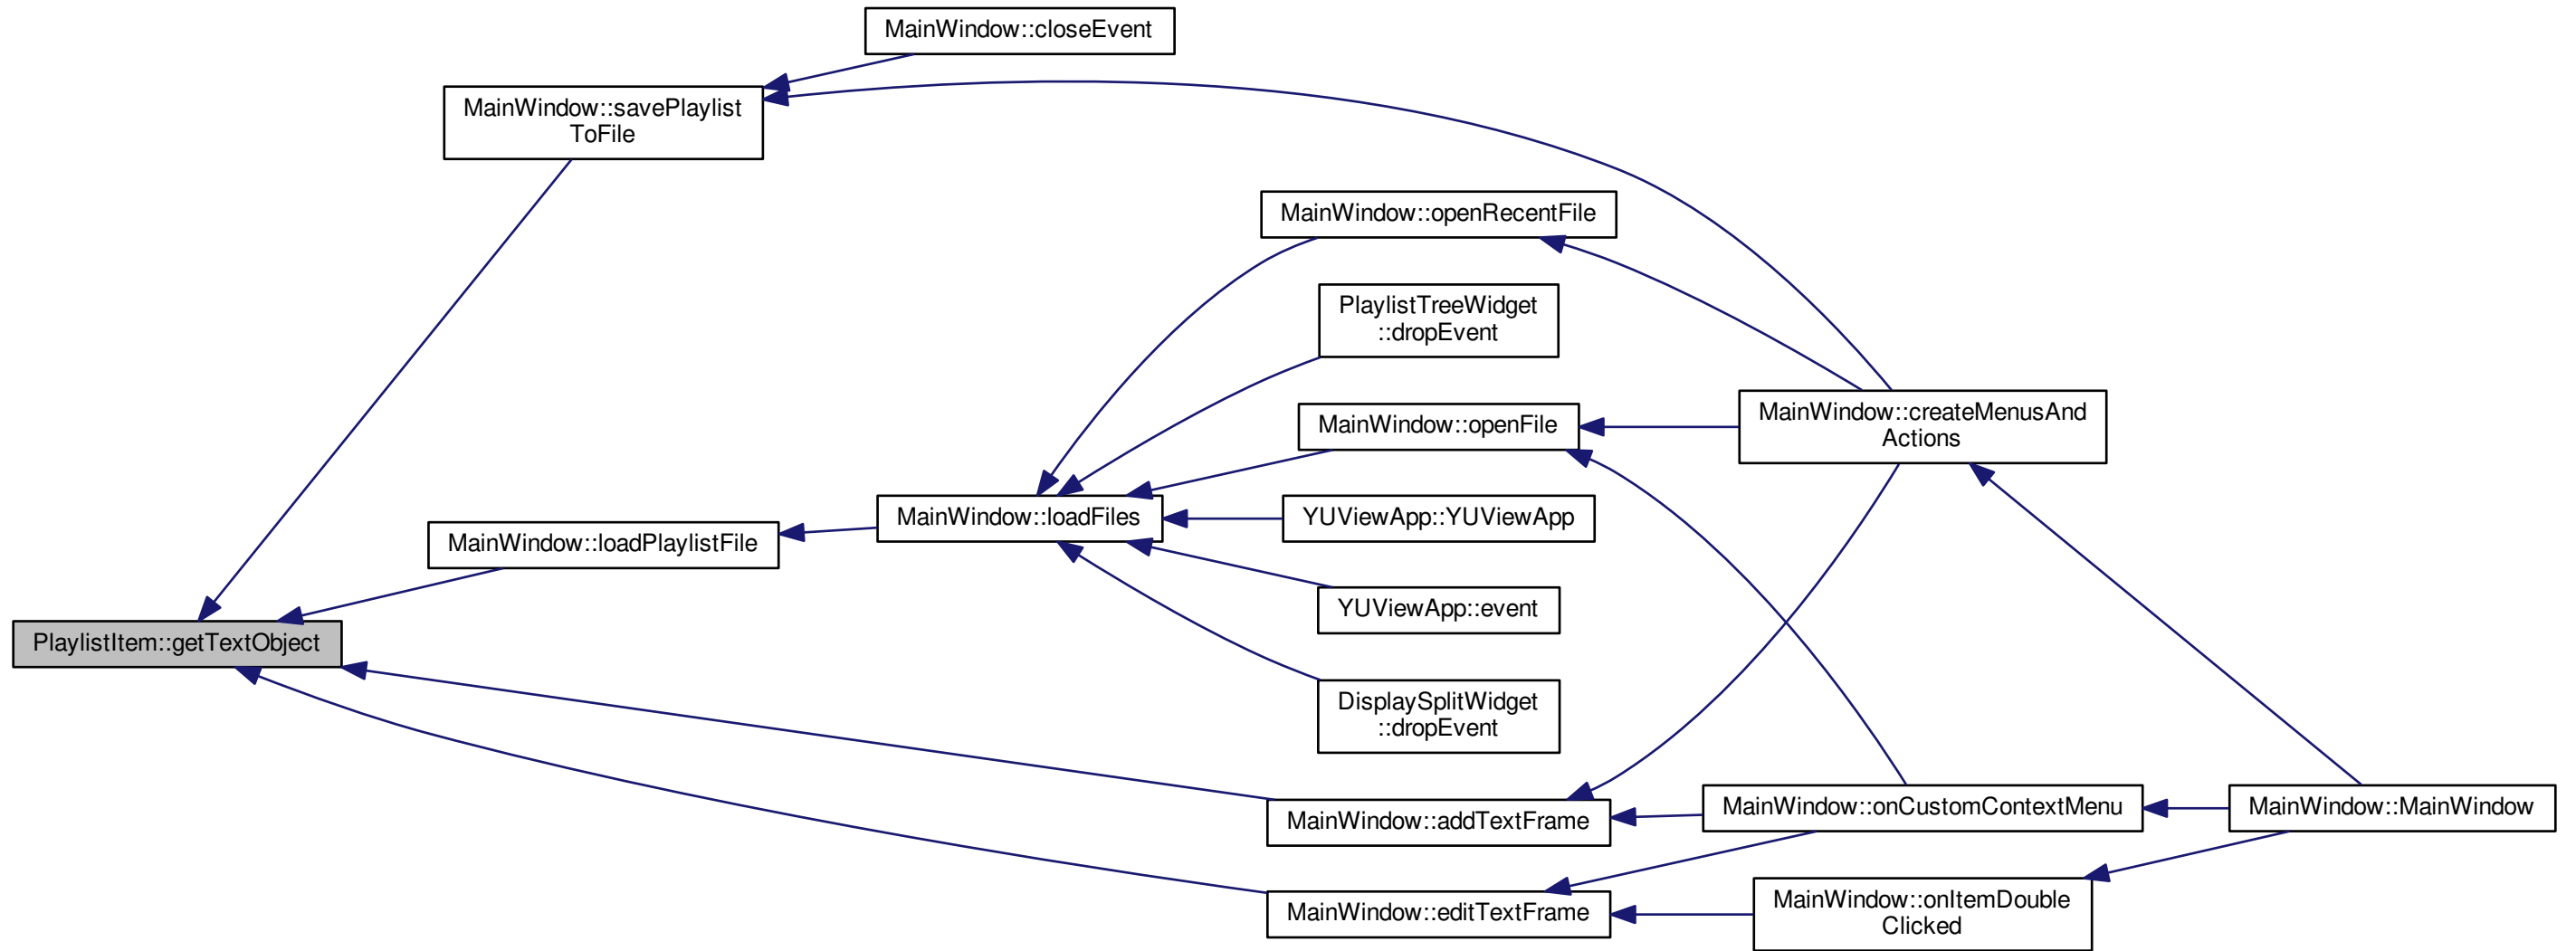 MainWindow::closeEvent
MainWindow::savePlaylist
ToFile
MainWindow::openRecentFile
PlaylistTreeWidget
::dropEvent
MainWindow::openFile
MainWindow::createMenusAnd
Actions
MainWindow::loadFiles
YUViewApp::YUViewApp
MainWindow::loadPlaylistFile
YUViewApp::event
PlaylistItem::getTextObject
DisplaySplitWidget
::dropEvent
MainWindow::addTextFrame
MainWindow::onCustomContextMenu
MainWindow::MainWindow
MainWindow::editTextFrame
MainWindow::onItemDouble
Clicked